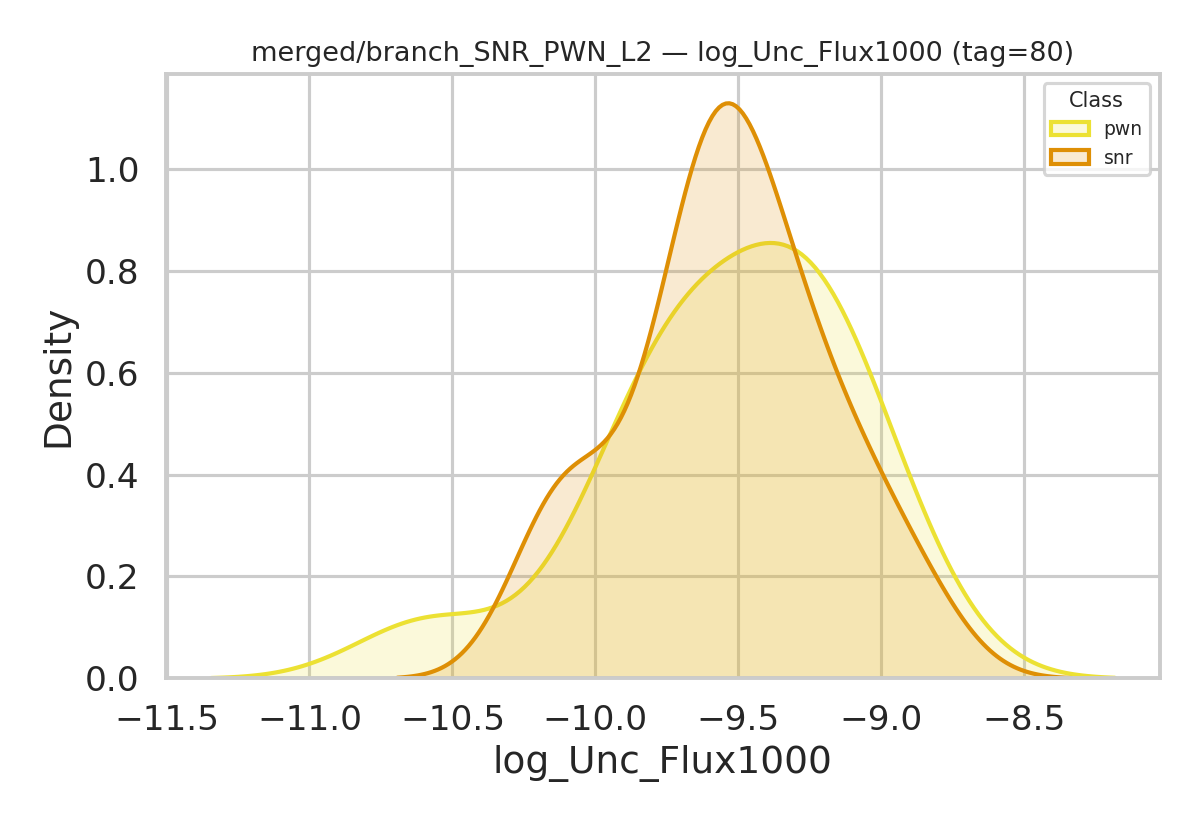 merged/branch_SNR_PWN_L2 — log_Unc_Flux1000 (tag=80)
Class
pwn
snr
Density
1.0
0.8
0.6
0.4
0.2
0.0
−11.5 −11.0 −10.5 −10.0 −9.5 −9.0 −8.5
log_Unc_Flux1000